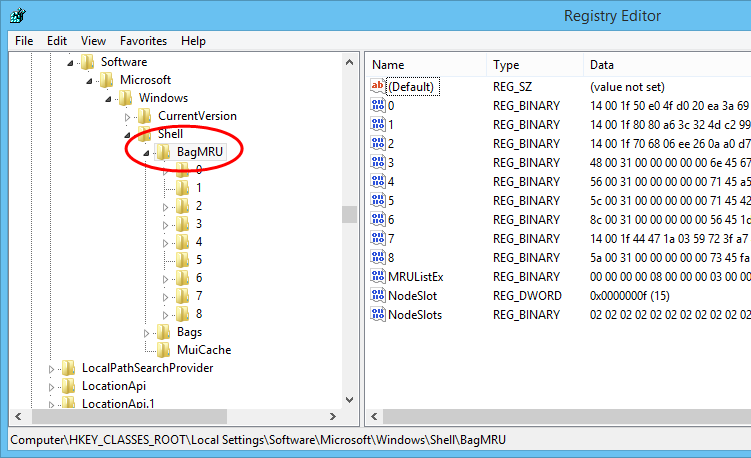 Registry Editor
File Edit View Favorites Help
Software
Microsoft
Windows
CurrentVersion
Shell
BagMRU
0
1
2
3
4
5
6
7
8
Bags
MuiCache
LocalPathSearchProvider
LocationApi
LocationApi.1
Name Type Data
ab (Default) REG_SZ (value not set)
0 REG_BINARY 14 00 1f 50 e0 4f d0 20 ea 3a 69
1 REG_BINARY 14 00 1f 80 80 a6 3c 32 4d c2 99
2 REG_BINARY 14 00 1f 70 68 06 ee 26 0a a0 d7
3 REG_BINARY 48 00 31 00 00 00 00 00 6e 45 67
4 REG_BINARY 56 00 31 00 00 00 00 00 71 45 a5
5 REG_BINARY 5c 00 31 00 00 00 00 00 71 45 42
6 REG_BINARY 8c 00 31 00 00 00 00 00 56 45 1c
7 REG_BINARY 14 00 1f 44 47 1a 03 59 72 3f a7
8 REG_BINARY 5a 00 31 00 00 00 00 00 73 45 fa
MRUListEx REG_BINARY 00 00 00 00 08 00 00 00 03 00 00
NodeSlot REG_DWORD 0x0000000f (15)
NodeSlots REG_BINARY 02 02 02 02 02 02 02 02 02 02 02
Computer\HKEY_CLASSES_ROOT\Local Settings\Software\Microsoft\Windows\Shell\BagMRU